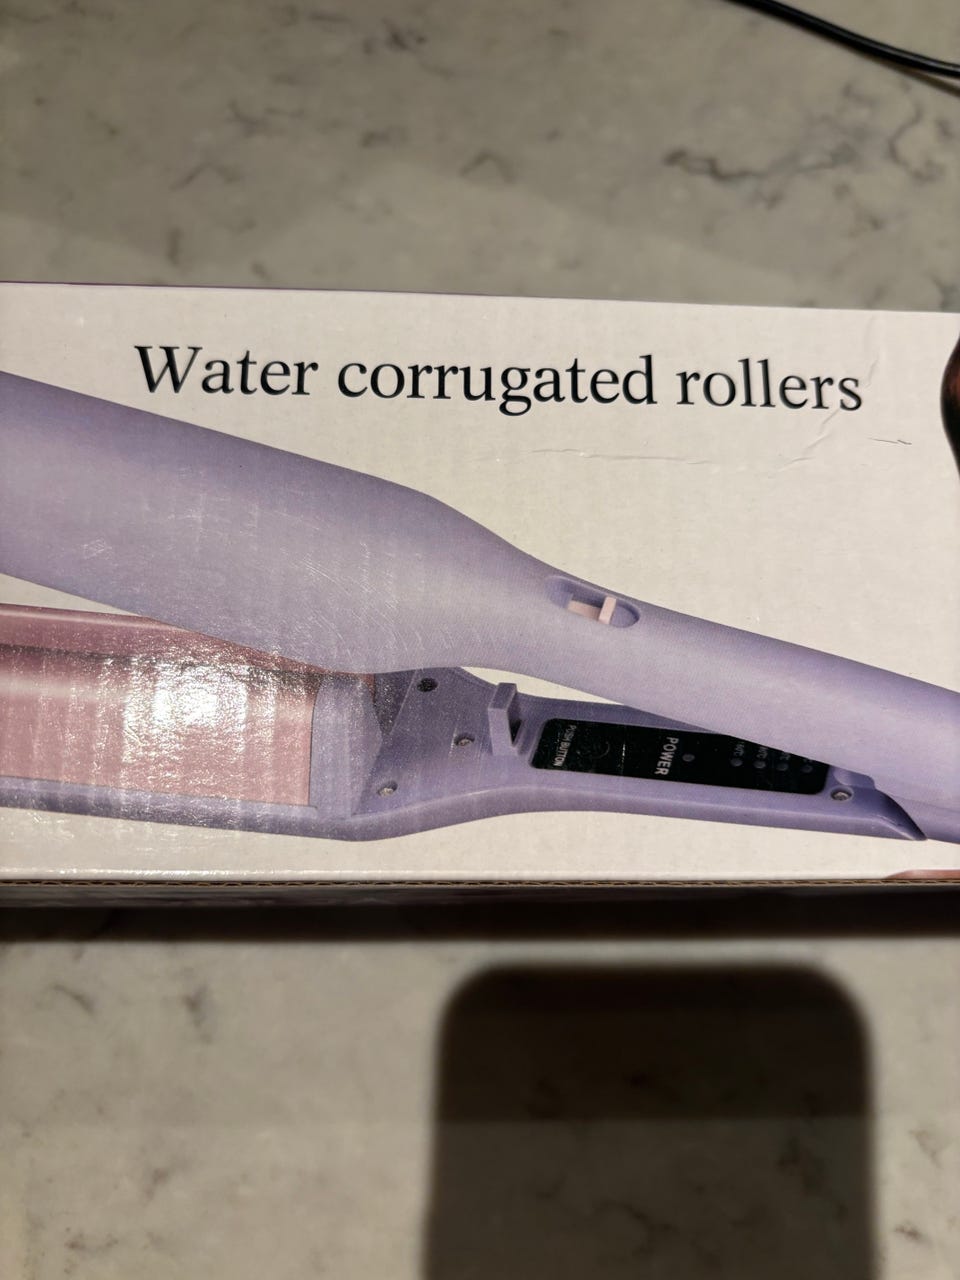 Water corrugated rollers
PUSH BUTTON
POWER